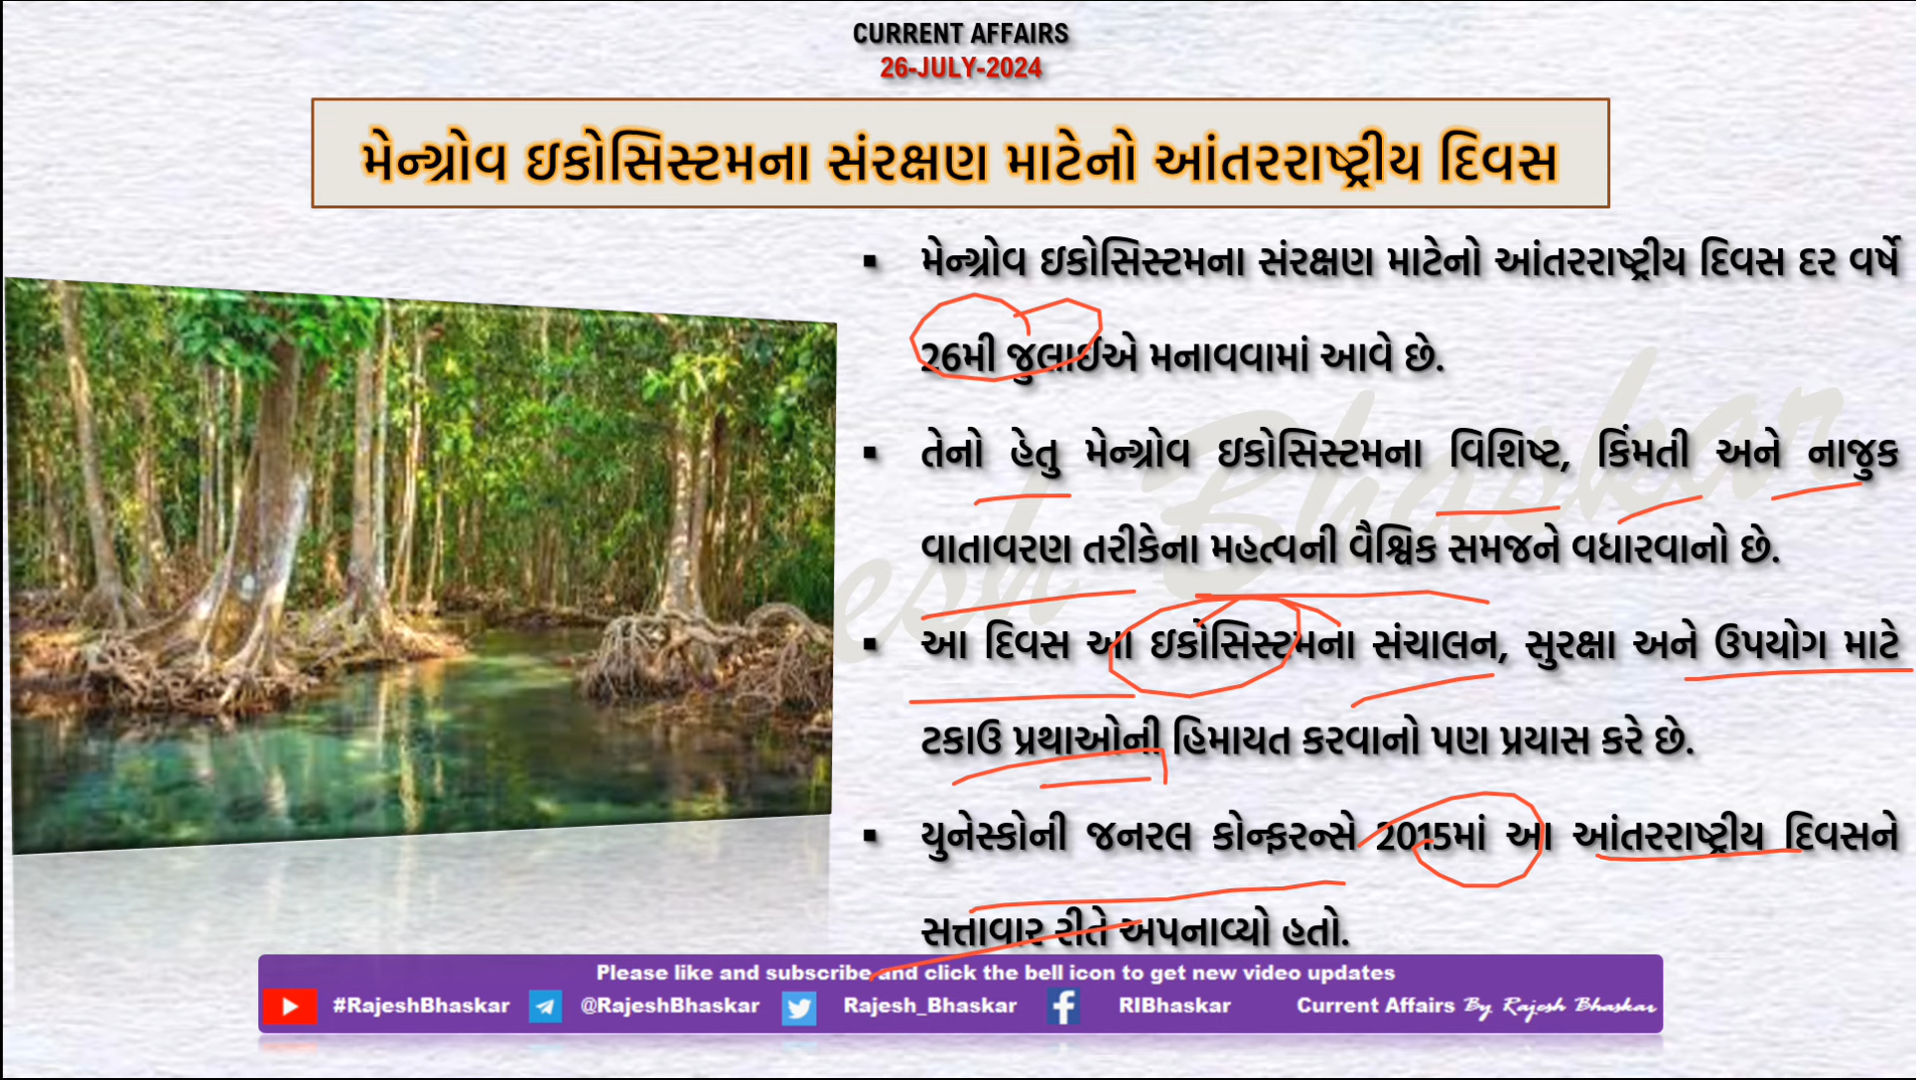 CURRENT AFFAIRS
26-JULY-2024
મેન્ગ્રોવ ઇકોસિસ્ટમના સંરક્ષણ માટેનો આંતરરાષ્ટ્રીય દિવસ
▪ મેન્ગ્રોવ ઇકોસિસ્ટમના સંરક્ષણ માટેનો આંતરરાષ્ટ્રીય દિવસ દર વર્ષે
26મી જુલાઈએ મનાવવામાં આવે છે.
▪ તેનો હેતુ મેન્ગ્રોવ ઇકોસિસ્ટમના વિશિષ્ટ, કિંમતી અને નાજુક
વાતાવરણ તરીકેના મહત્વની વૈશ્વિક સમજને વધારવાનો છે.
▪ આ દિવસ આ ઇકોસિસ્ટમના સંચાલન, સુરક્ષા અને ઉપયોગ માટે
ટકાઉ પ્રથાઓની હિમાયત કરવાનો પણ પ્રયાસ કરે છે.
▪ યુનેસ્કોની જનરલ કોન્ફરન્સે 2015માં આ આંતરરાષ્ટ્રીય દિવસને
સત્તાવાર રીતે અપનાવ્યો હતો.
esh Bhaskar
Please like and subscribe and click the bell icon to get new video updates
#RajeshBhaskar @RajeshBhaskar Rajesh_Bhaskar RIBhaskar Current Affairs By Rajesh Bhaskar